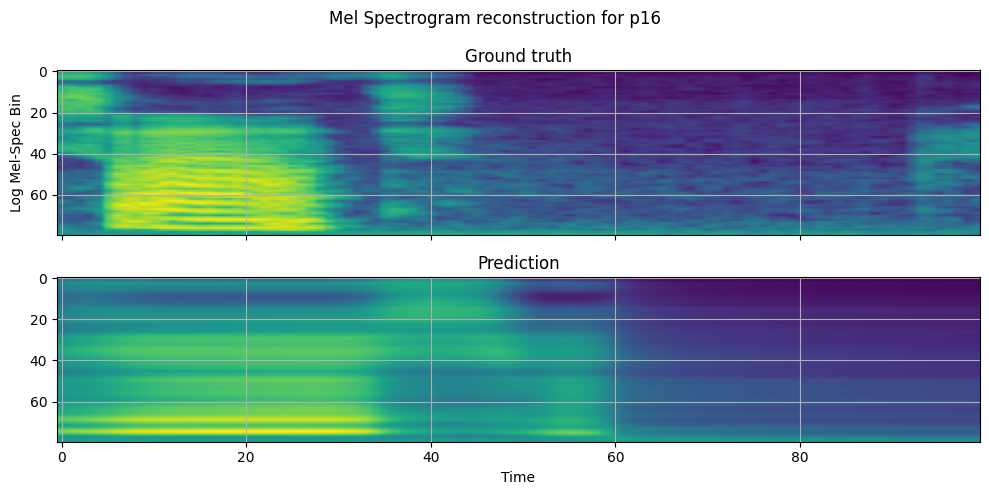 Mel Spectrogram reconstruction for p16
Ground truth
0
20
40
60
Log Mel-Spec Bin
Prediction
0
20
40
60
0 20 40 60 80
Time